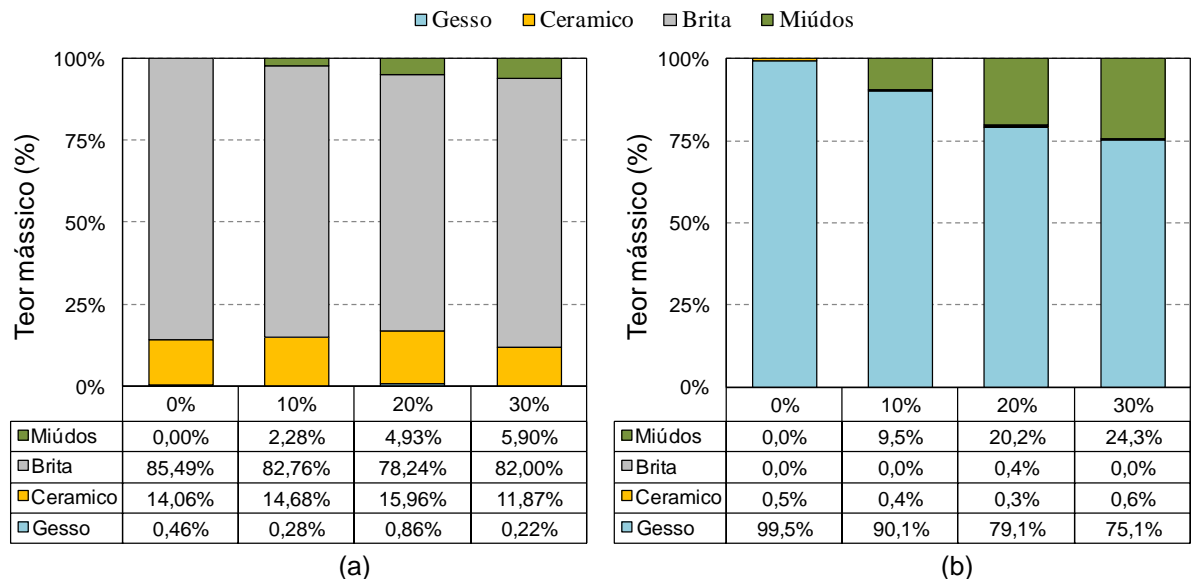 Gesso Ceramico Brita Miúdos
Teor mássico (%)
100%
75%
50%
25%
0%
0% 10% 20% 30%
Miúdos 0,00% 2,28% 4,93% 5,90%
Brita 85,49% 82,76% 78,24% 82,00%
Ceramico 14,06% 14,68% 15,96% 11,87%
Gesso 0,46% 0,28% 0,86% 0,22%
(a)
Teor mássico (%)
100%
75%
50%
25%
0%
0% 10% 20% 30%
Miúdos 0,0% 9,5% 20,2% 24,3%
Brita 0,0% 0,0% 0,4% 0,0%
Ceramico 0,5% 0,4% 0,3% 0,6%
Gesso 99,5% 90,1% 79,1% 75,1%
(b)